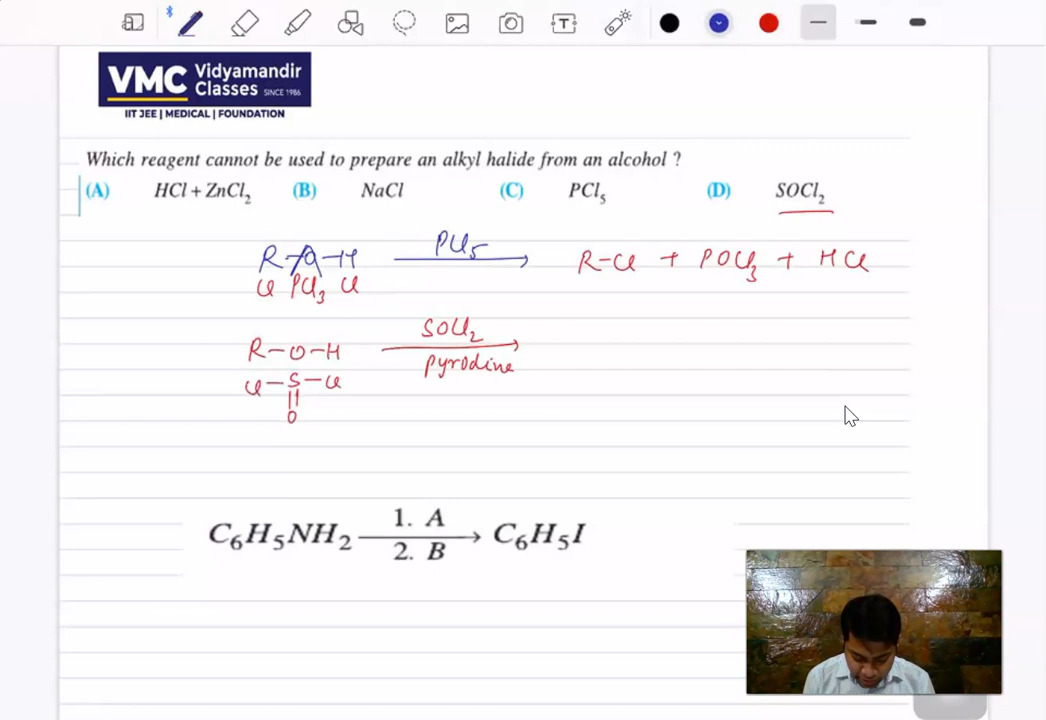 VMC Vidyamandir Classes SINCE 1986
IIT JEE | MEDICAL | FOUNDATION
Which reagent cannot be used to prepare an alkyl halide from an alcohol ?
(A) HCl + ZnCl₂ (B) NaCl (C) PCl₅ (D) SOCl₂
R-O-H PCl₅ R-Cl + POCl₃ + HCl
Cl PCl₃ Cl
R-O-H SOCl₂
pyrodine
Cl-S-Cl
O
C₆H₅NH₂ 1. A 2. B → C₆H₅I